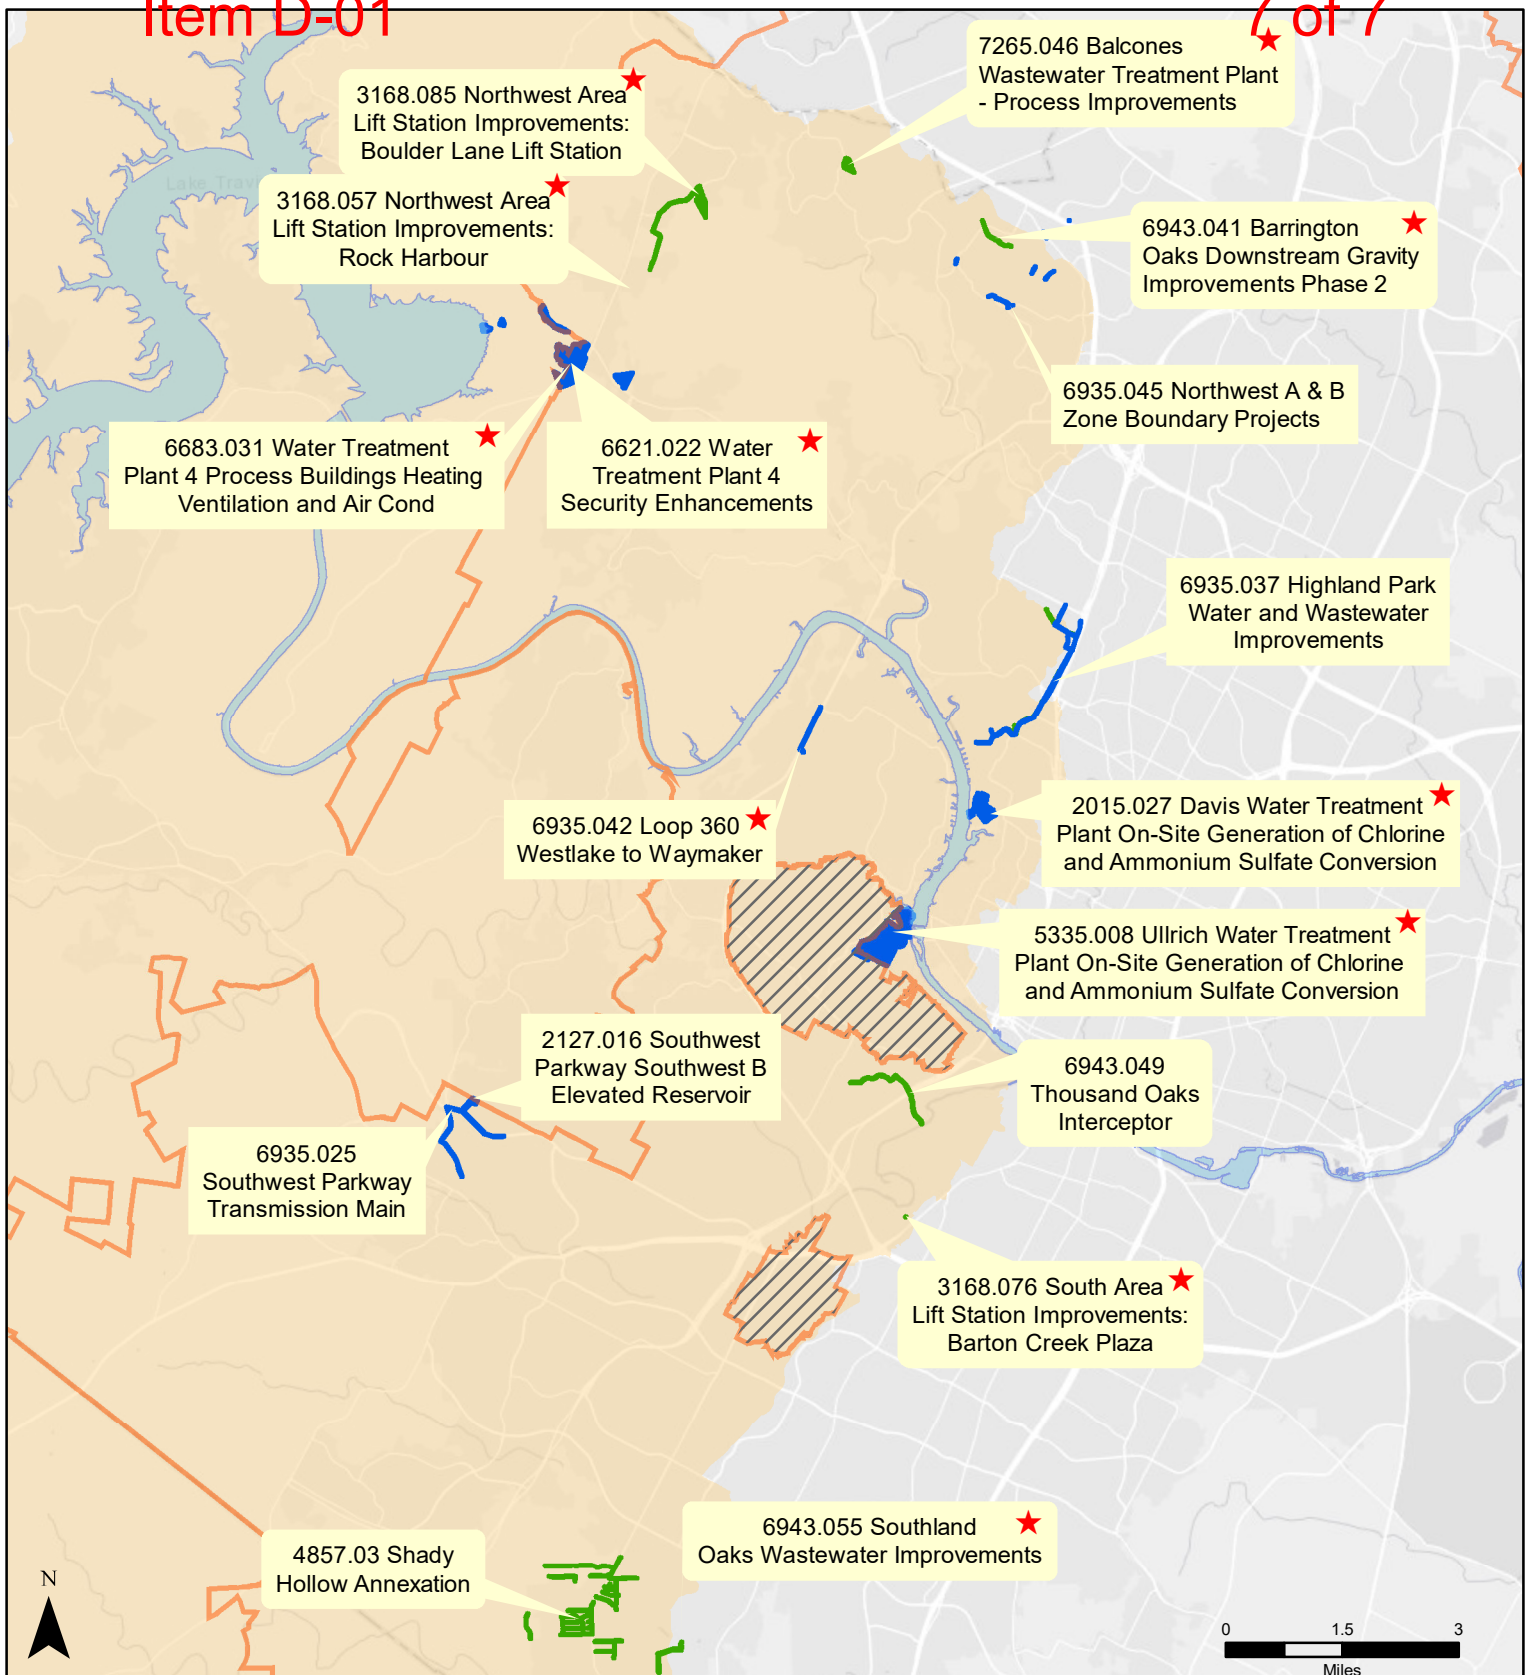 Item D-01
7 of 7
7265.046 Balcones
Wastewater Treatment Plant
- Process Improvements
3168.085 Northwest Area
Lift Station Improvements:
Boulder Lane Lift Station
Lake Travis
3168.057 Northwest Area
Lift Station Improvements:
Rock Harbour
6943.041 Barrington
Oaks Downstream Gravity
Improvements Phase 2
6935.045 Northwest A & B
Zone Boundary Projects
6683.031 Water Treatment
Plant 4 Process Buildings Heating
Ventilation and Air Cond
6621.022 Water
Treatment Plant 4
Security Enhancements
6935.037 Highland Park
Water and Wastewater
Improvements
2015.027 Davis Water Treatment
Plant On-Site Generation of Chlorine
and Ammonium Sulfate Conversion
6935.042 Loop 360
Westlake to Waymaker
5335.008 Ullrich Water Treatment
Plant On-Site Generation of Chlorine
and Ammonium Sulfate Conversion
2127.016 Southwest
Parkway Southwest B
Elevated Reservoir
6943.049
Thousand Oaks
Interceptor
6935.025
Southwest Parkway
Transmission Main
3168.076 South Area
Lift Station Improvements:
Barton Creek Plaza
6943.055 Southland
Oaks Wastewater Improvements
4857.03 Shady
Hollow Annexation
N
0 1.5 3
Miles